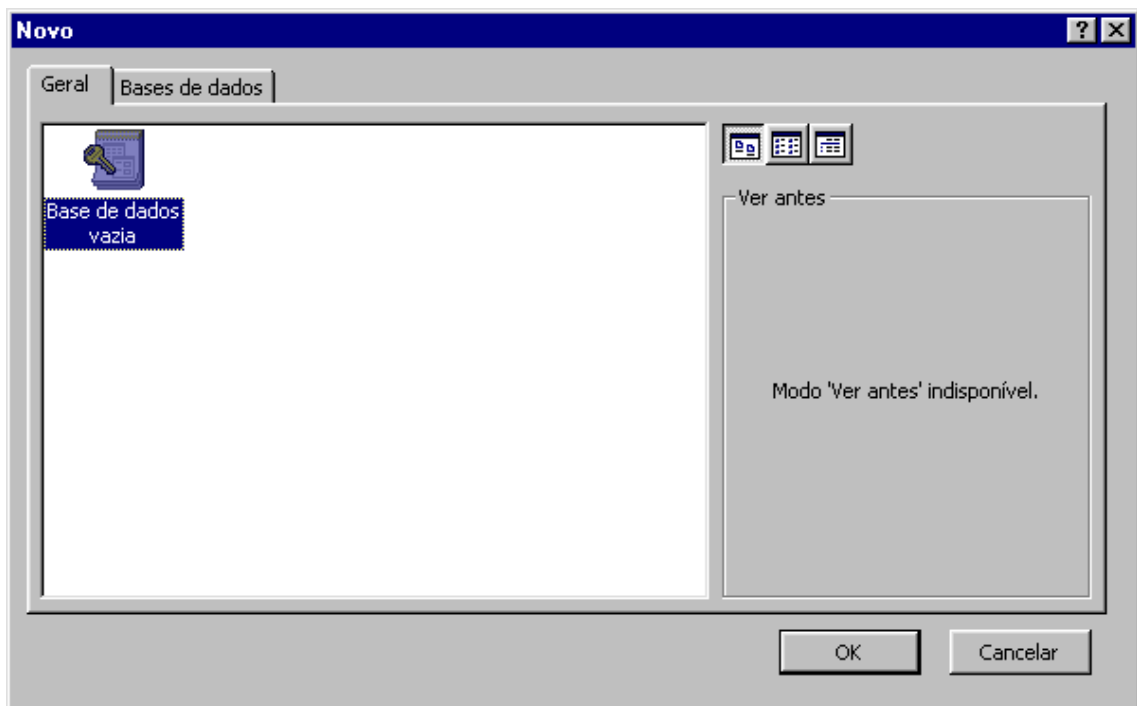 Novo
Geral
Bases de dados
Base de dados
vazia
Ver antes
Modo 'Ver antes' indisponível.
OK
Cancelar